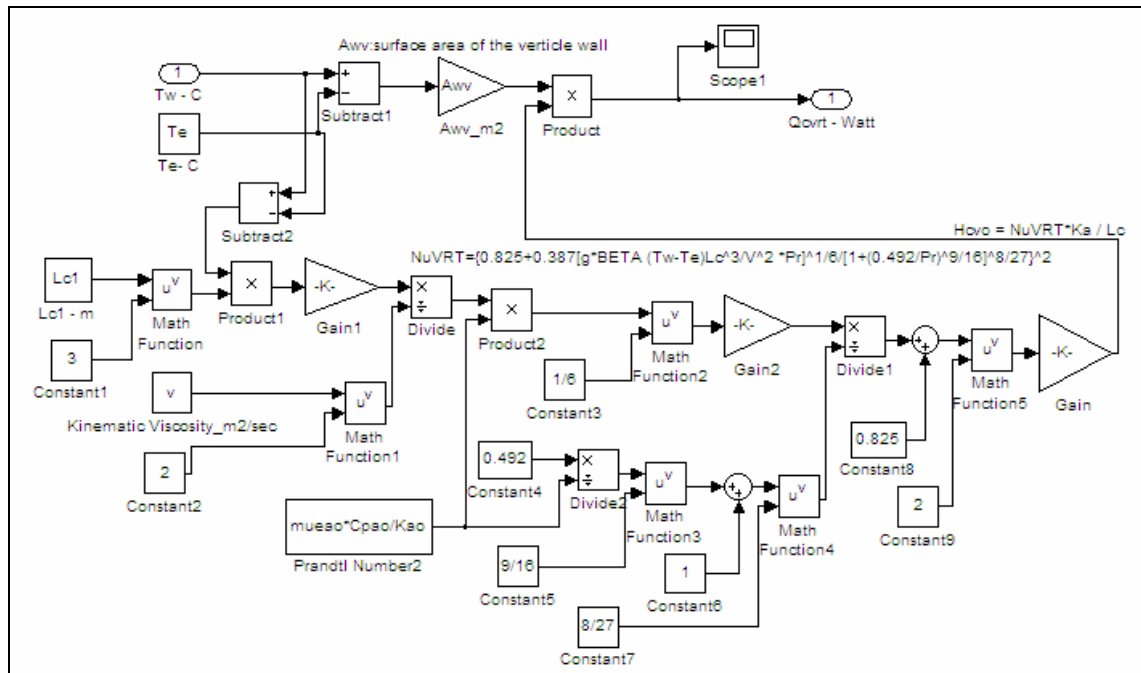 Awv:surface area of the verticle wall
1
Tw - C
+
−
Subtract1
Awv
Awv_m2
×
Product
Scope1
1
Qcvrt - Watt
Te
Te- C
+
−
Subtract2
Hovo = NuVRT*Ka / Lc
NuVRT={0.825+0.387[g*BETA (Tw-Te)Lc^3/V^2 *Pr]^1/6/[1+(0.492/Pr)^9/16]^8/27}^2
Lc1
Lc1 - m
u^v
Math
Function
×
Product1
-K-
Gain1
×
÷
Divide
×
Product2
u^v
Math
Function2
-K-
Gain2
×
÷
Divide1
+
+
u^v
Math
Function5
-K-
Gain
3
Constant1
v
Kinematic Viscosity_m2/sec
u^v
Math
Function1
1/6
Constant3
0.825
Constant8
2
Constant2
0.492
Constant4
×
÷
Divide2
u^v
Math
Function3
+
+
u^v
Math
Function4
2
Constant9
mueao*Cpao/Kao
Prandtl Number2
9/16
Constant5
1
Constant6
8/27
Constant7